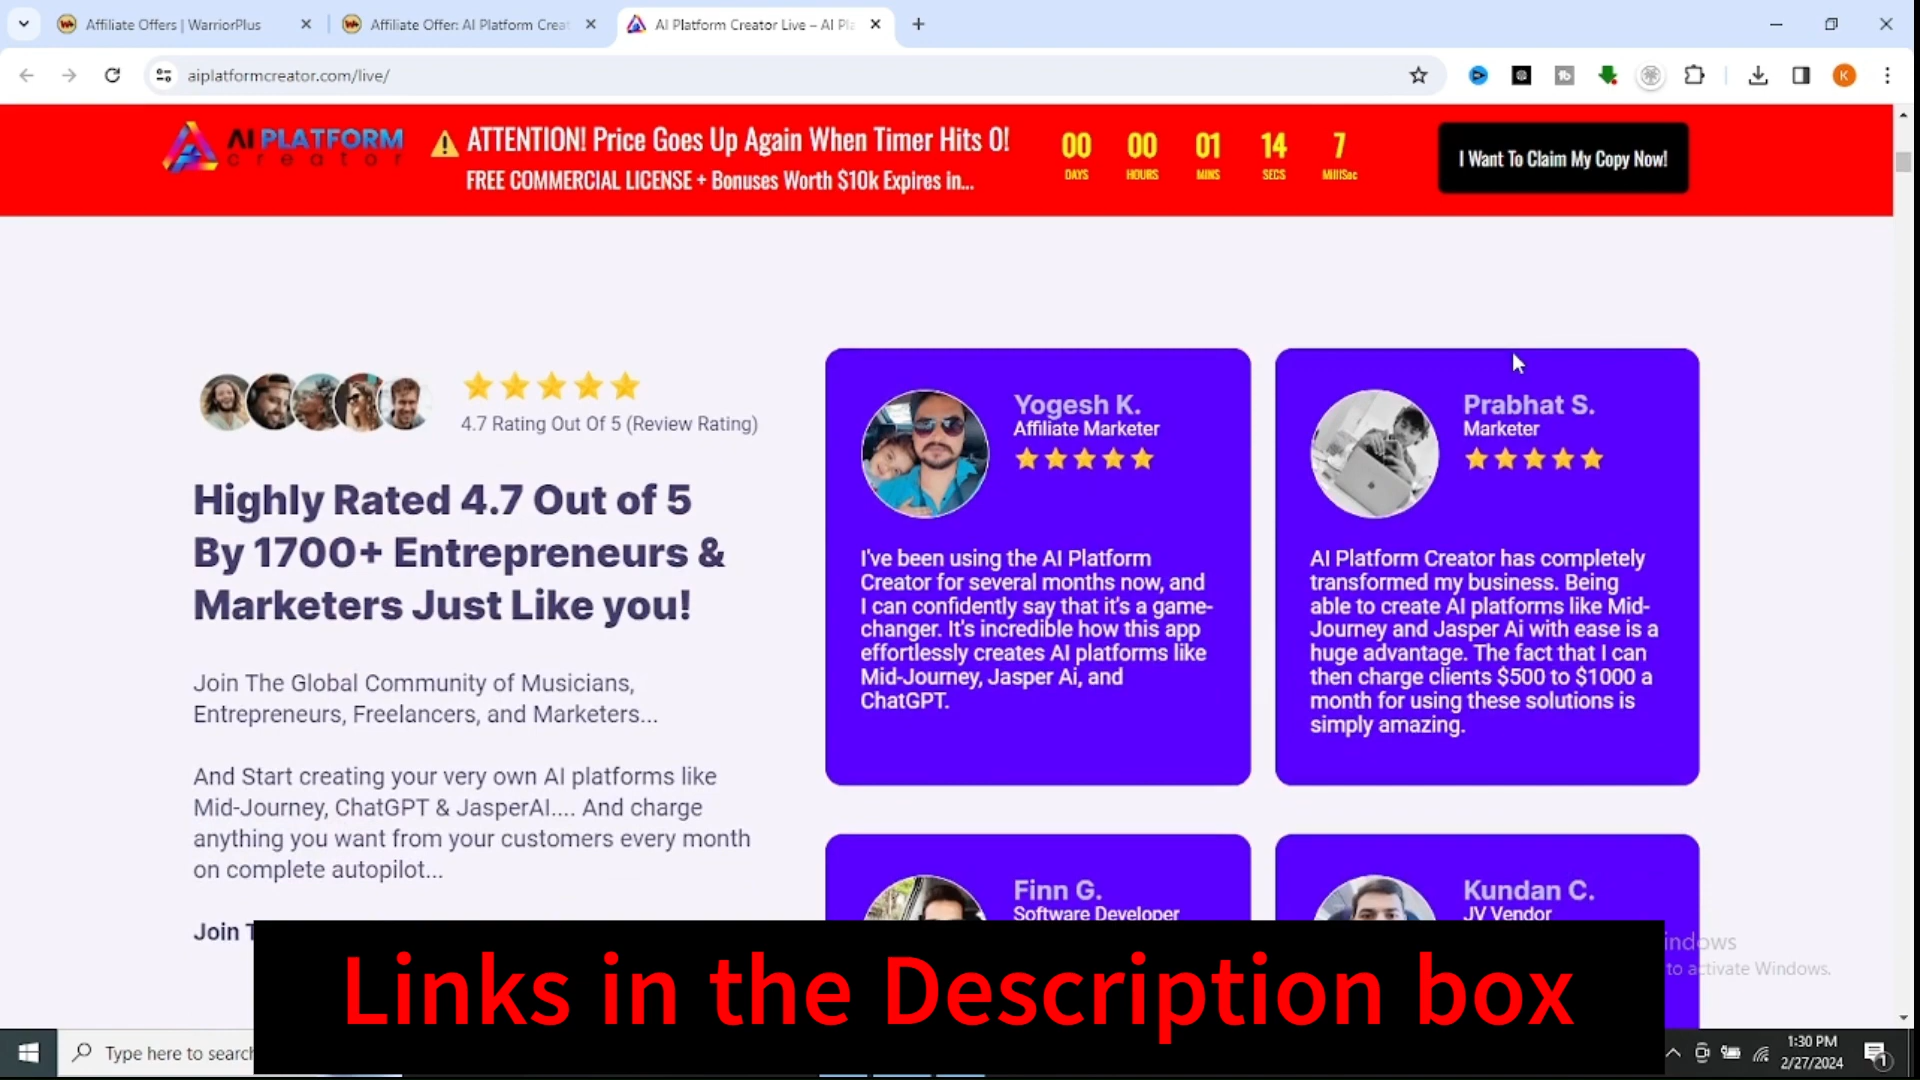 Affiliate Offers | WarriorPlus
Affiliate Offer: AI Platform Creat
AI Platform Creator Live – AI Pla
aiplatformcreator.com/live/
K
AI PLATFORM
creator
ATTENTION! Price Goes Up Again When Timer Hits 0!
FREE COMMERCIAL LICENSE + Bonuses Worth $10k Expires in...
00 00 01 14 7
DAYS HOURS MINS SECS MilliSec
I Want To Claim My Copy Now!
4.7 Rating Out Of 5 (Review Rating)
Highly Rated 4.7 Out of 5
By 1700+ Entrepreneurs &
Marketers Just Like you!
Join The Global Community of Musicians,
Entrepreneurs, Freelancers, and Marketers...
And Start creating your very own AI platforms like
Mid-Journey, ChatGPT & JasperAI.... And charge
anything you want from your customers every month
on complete autopilot...
Join T
Yogesh K.
Affiliate Marketer
I've been using the AI Platform
Creator for several months now, and
I can confidently say that it's a game-
changer. It's incredible how this app
effortlessly creates AI platforms like
Mid-Journey, Jasper Ai, and
ChatGPT.
Prabhat S.
Marketer
AI Platform Creator has completely
transformed my business. Being
able to create AI platforms like Mid-
Journey and Jasper Ai with ease is a
huge advantage. The fact that I can
then charge clients $500 to $1000 a
month for using these solutions is
simply amazing.
Finn G.
Software Developer
Kundan C.
JV Vendor
indows
to activate Windows.
Links in the Description box
Type here to search
1:30 PM
2/27/2024
1